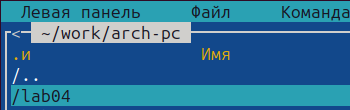 Левая панель Файл Команда
< ~/work/arch-pc
.и Имя
/..
/lab04